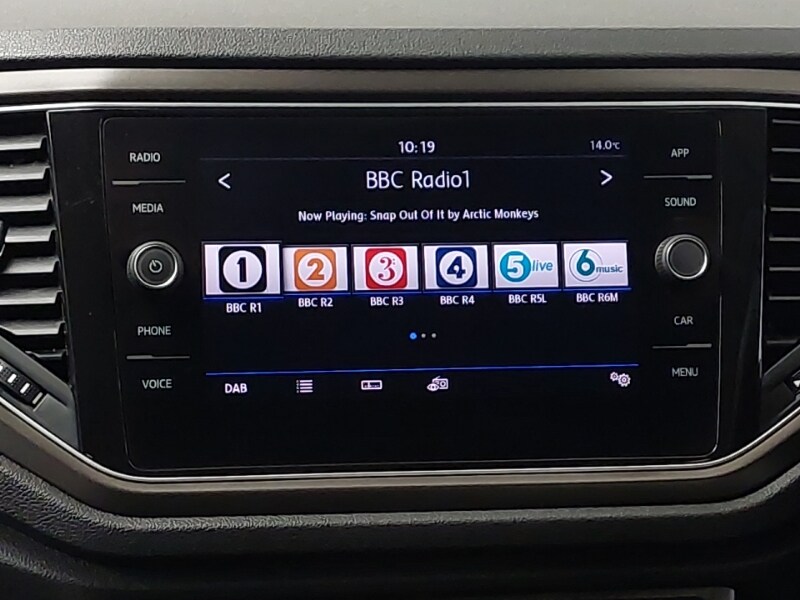 10:19
14.0°C
RADIO
APP
< BBC Radio1 >
MEDIA
SOUND
Now Playing: Snap Out Of It by Arctic Monkeys
1 2 3 4 5 live 6 music
BBC R1 BBC R2 BBC R3 BBC R4 BBC R5L BBC R6M
PHONE
CAR
VOICE
MENU
DAB